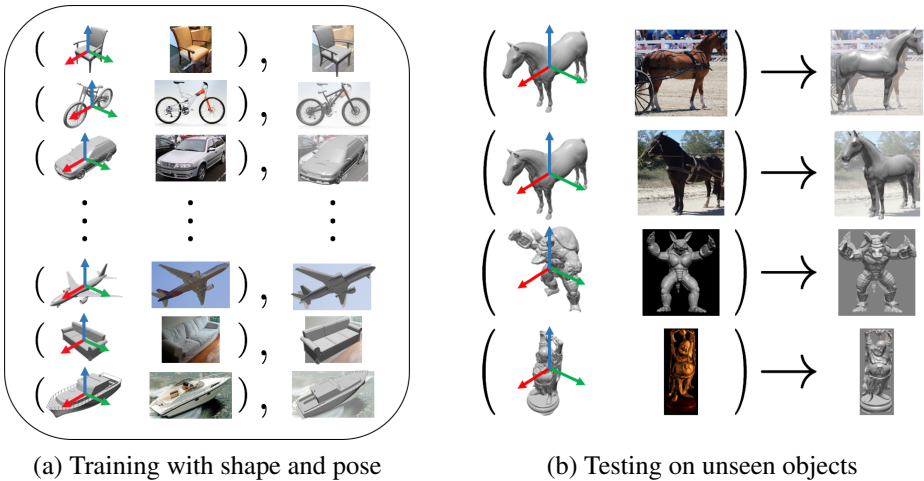 (a) Training with shape and pose
(b) Testing on unseen objects